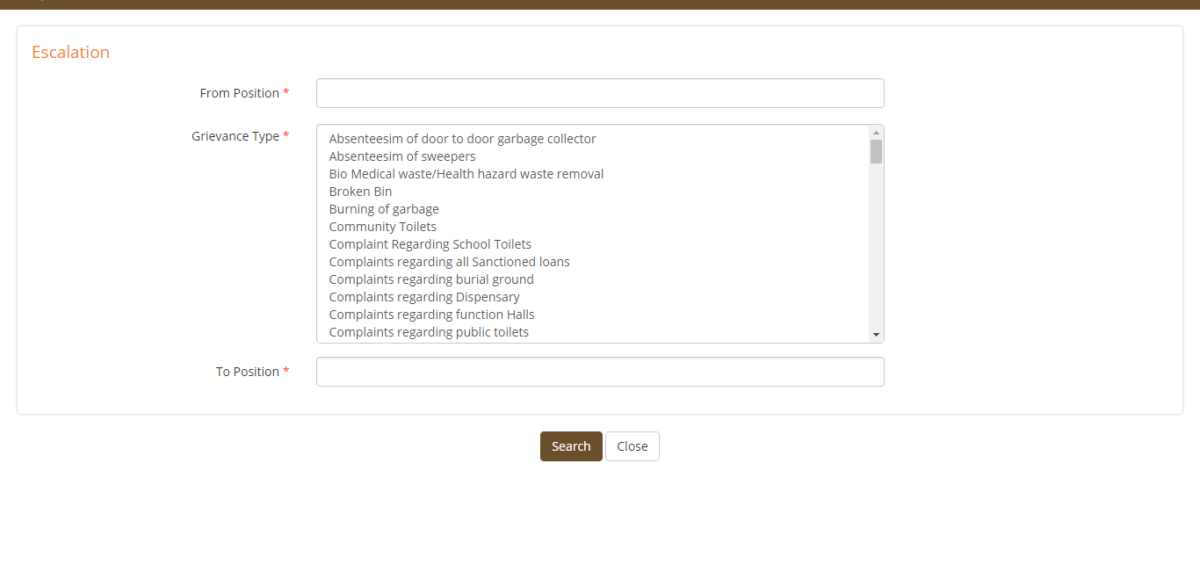 Escalation
From Position *
Grievance Type *
Absenteesim of door to door garbage collector
Absenteesim of sweepers
Bio Medical waste/Health hazard waste removal
Broken Bin
Burning of garbage
Community Toilets
Complaint Regarding School Toilets
Complaints regarding all Sanctioned loans
Complaints regarding burial ground
Complaints regarding Dispensary
Complaints regarding function Halls
Complaints regarding public toilets
To Position *
Search Close